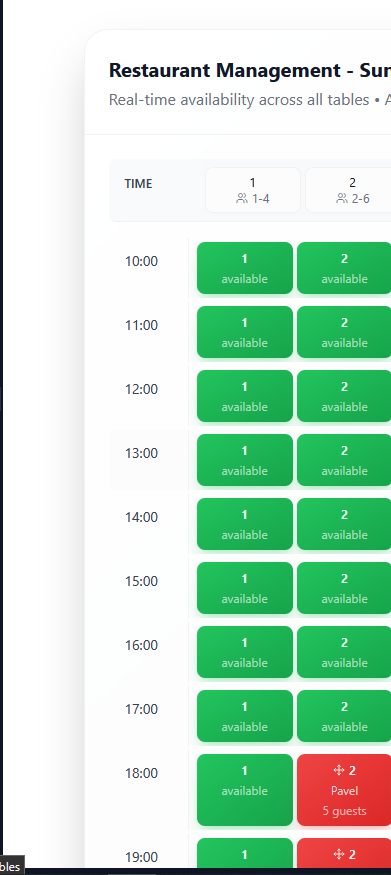 Restaurant Management - Sun
Real-time availability across all tables • A
TIME
1
1-4
2
2-6
10:00
1
available
2
available
11:00
1
available
2
available
12:00
1
available
2
available
13:00
1
available
2
available
14:00
1
available
2
available
15:00
1
available
2
available
16:00
1
available
2
available
17:00
1
available
2
available
18:00
1
available
2
Pavel
5 guests
19:00
1
2
bles